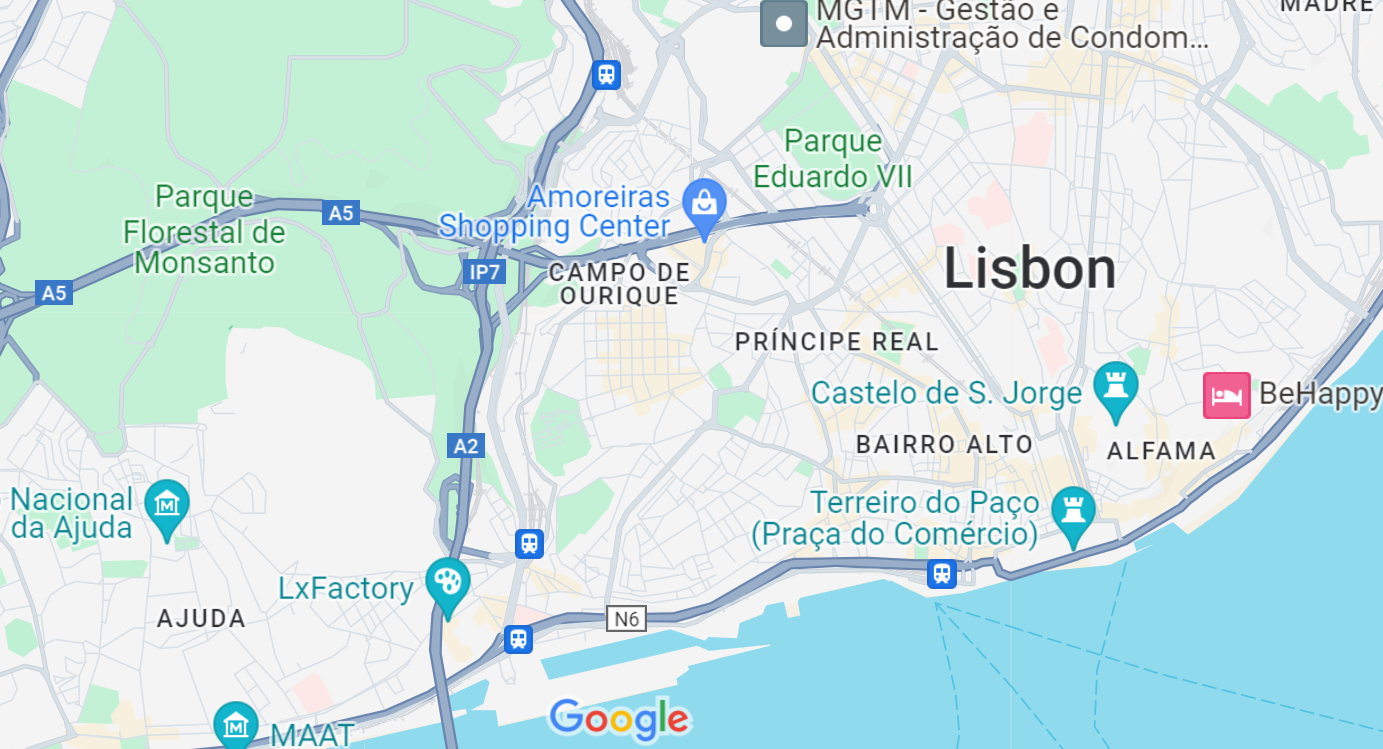 MGTM - Gestão e
Administração de Condom...
MADRE
Parque
Eduardo VII
Parque
Florestal de
Monsanto
A5
Amoreiras
Shopping Center
A5
IP7
CAMPO DE
OURIQUE
Lisbon
PRÍNCIPE REAL
Castelo de S. Jorge
BeHappy
A2
BAIRRO ALTO
ALFAMA
Nacional
da Ajuda
Terreiro do Paço
(Praça do Comércio)
LxFactory
AJUDA
N6
Google
MAAT